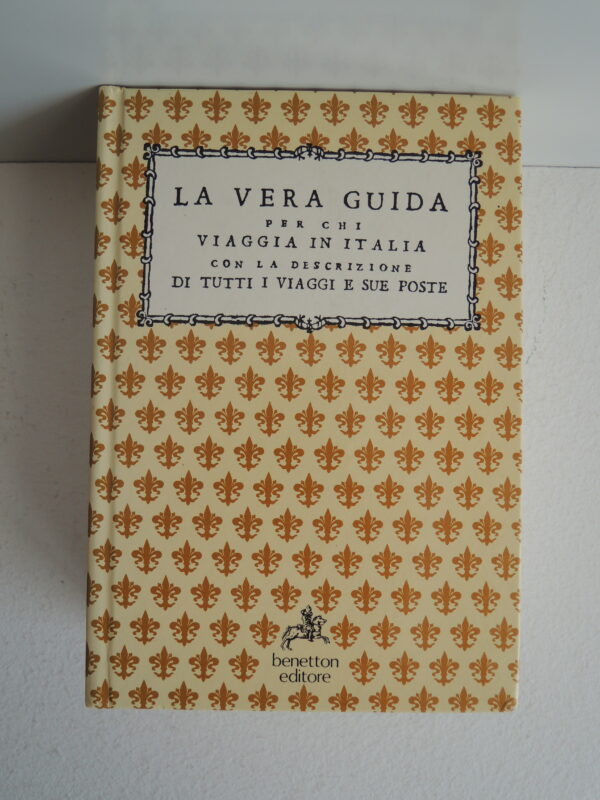 LA VERA GUIDA
PER CHI
VIAGGIA IN ITALIA
CON LA DESCRIZIONE
DI TUTTI I VIAGGI E SUE POSTE
benetton
editore